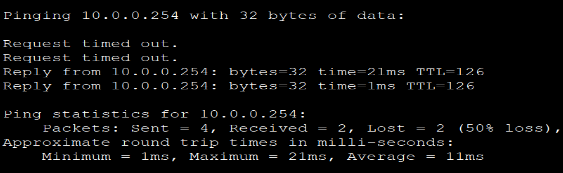 Pinging 10.0.0.254 with 32 bytes of data:
Request timed out.
Request timed out.
Reply from 10.0.0.254: bytes=32 time=21ms TTL=126
Reply from 10.0.0.254: bytes=32 time=1ms TTL=126
Ping statistics for 10.0.0.254:
Packets: Sent = 4, Received = 2, Lost = 2 (50% loss),
Approximate round trip times in milli-seconds:
Minimum = 1ms, Maximum = 21ms, Average = 11ms